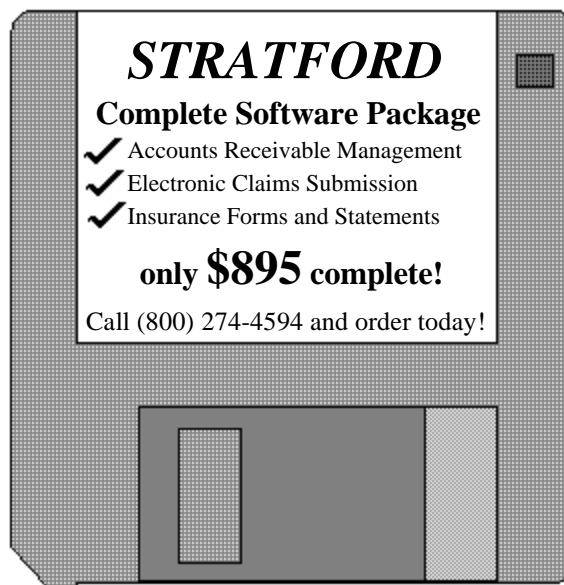 STRATFORD
Complete Software Package
Accounts Receivable Management
Electronic Claims Submission
Insurance Forms and Statements
only $895 complete!
Call (800) 274-4594 and order today!